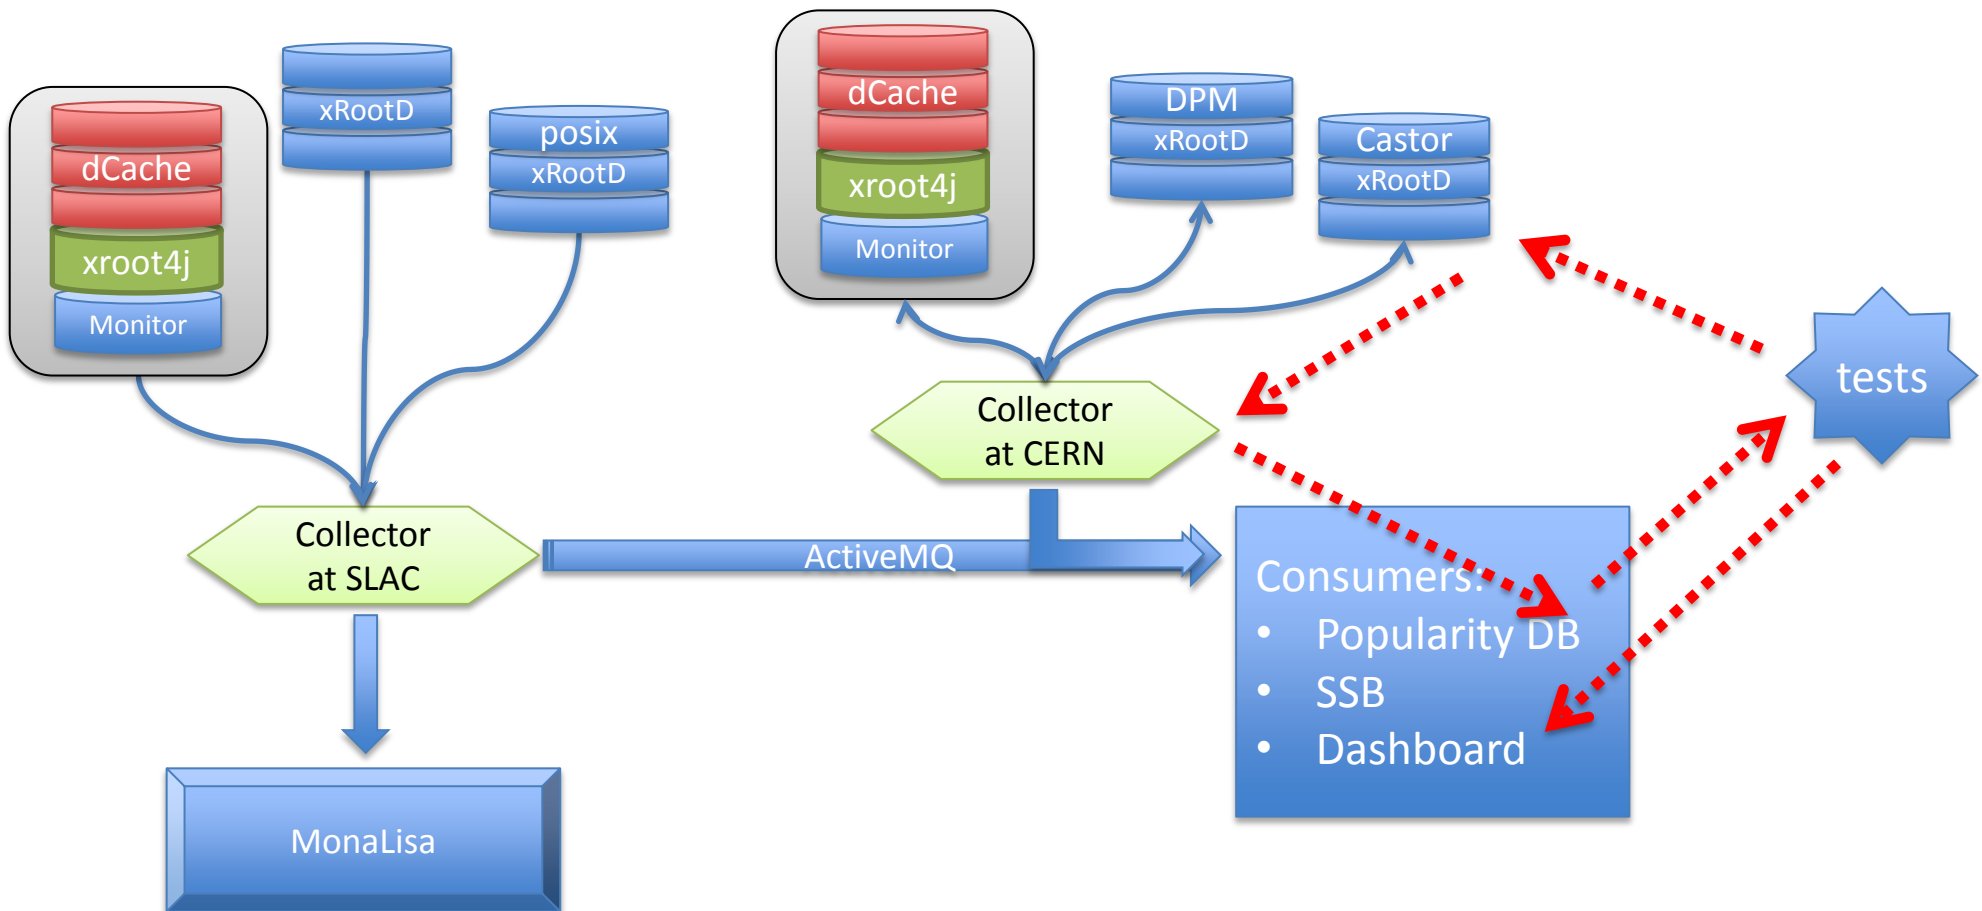 dCache
xroot4j
Monitor
xRootD
posix
xRootD
dCache
xroot4j
Monitor
DPM
xRootD
Castor
xRootD
tests
Collector
at CERN
Collector
at SLAC
ActiveMQ
Consumers:
• Popularity DB
• SSB
• Dashboard
MonaLisa